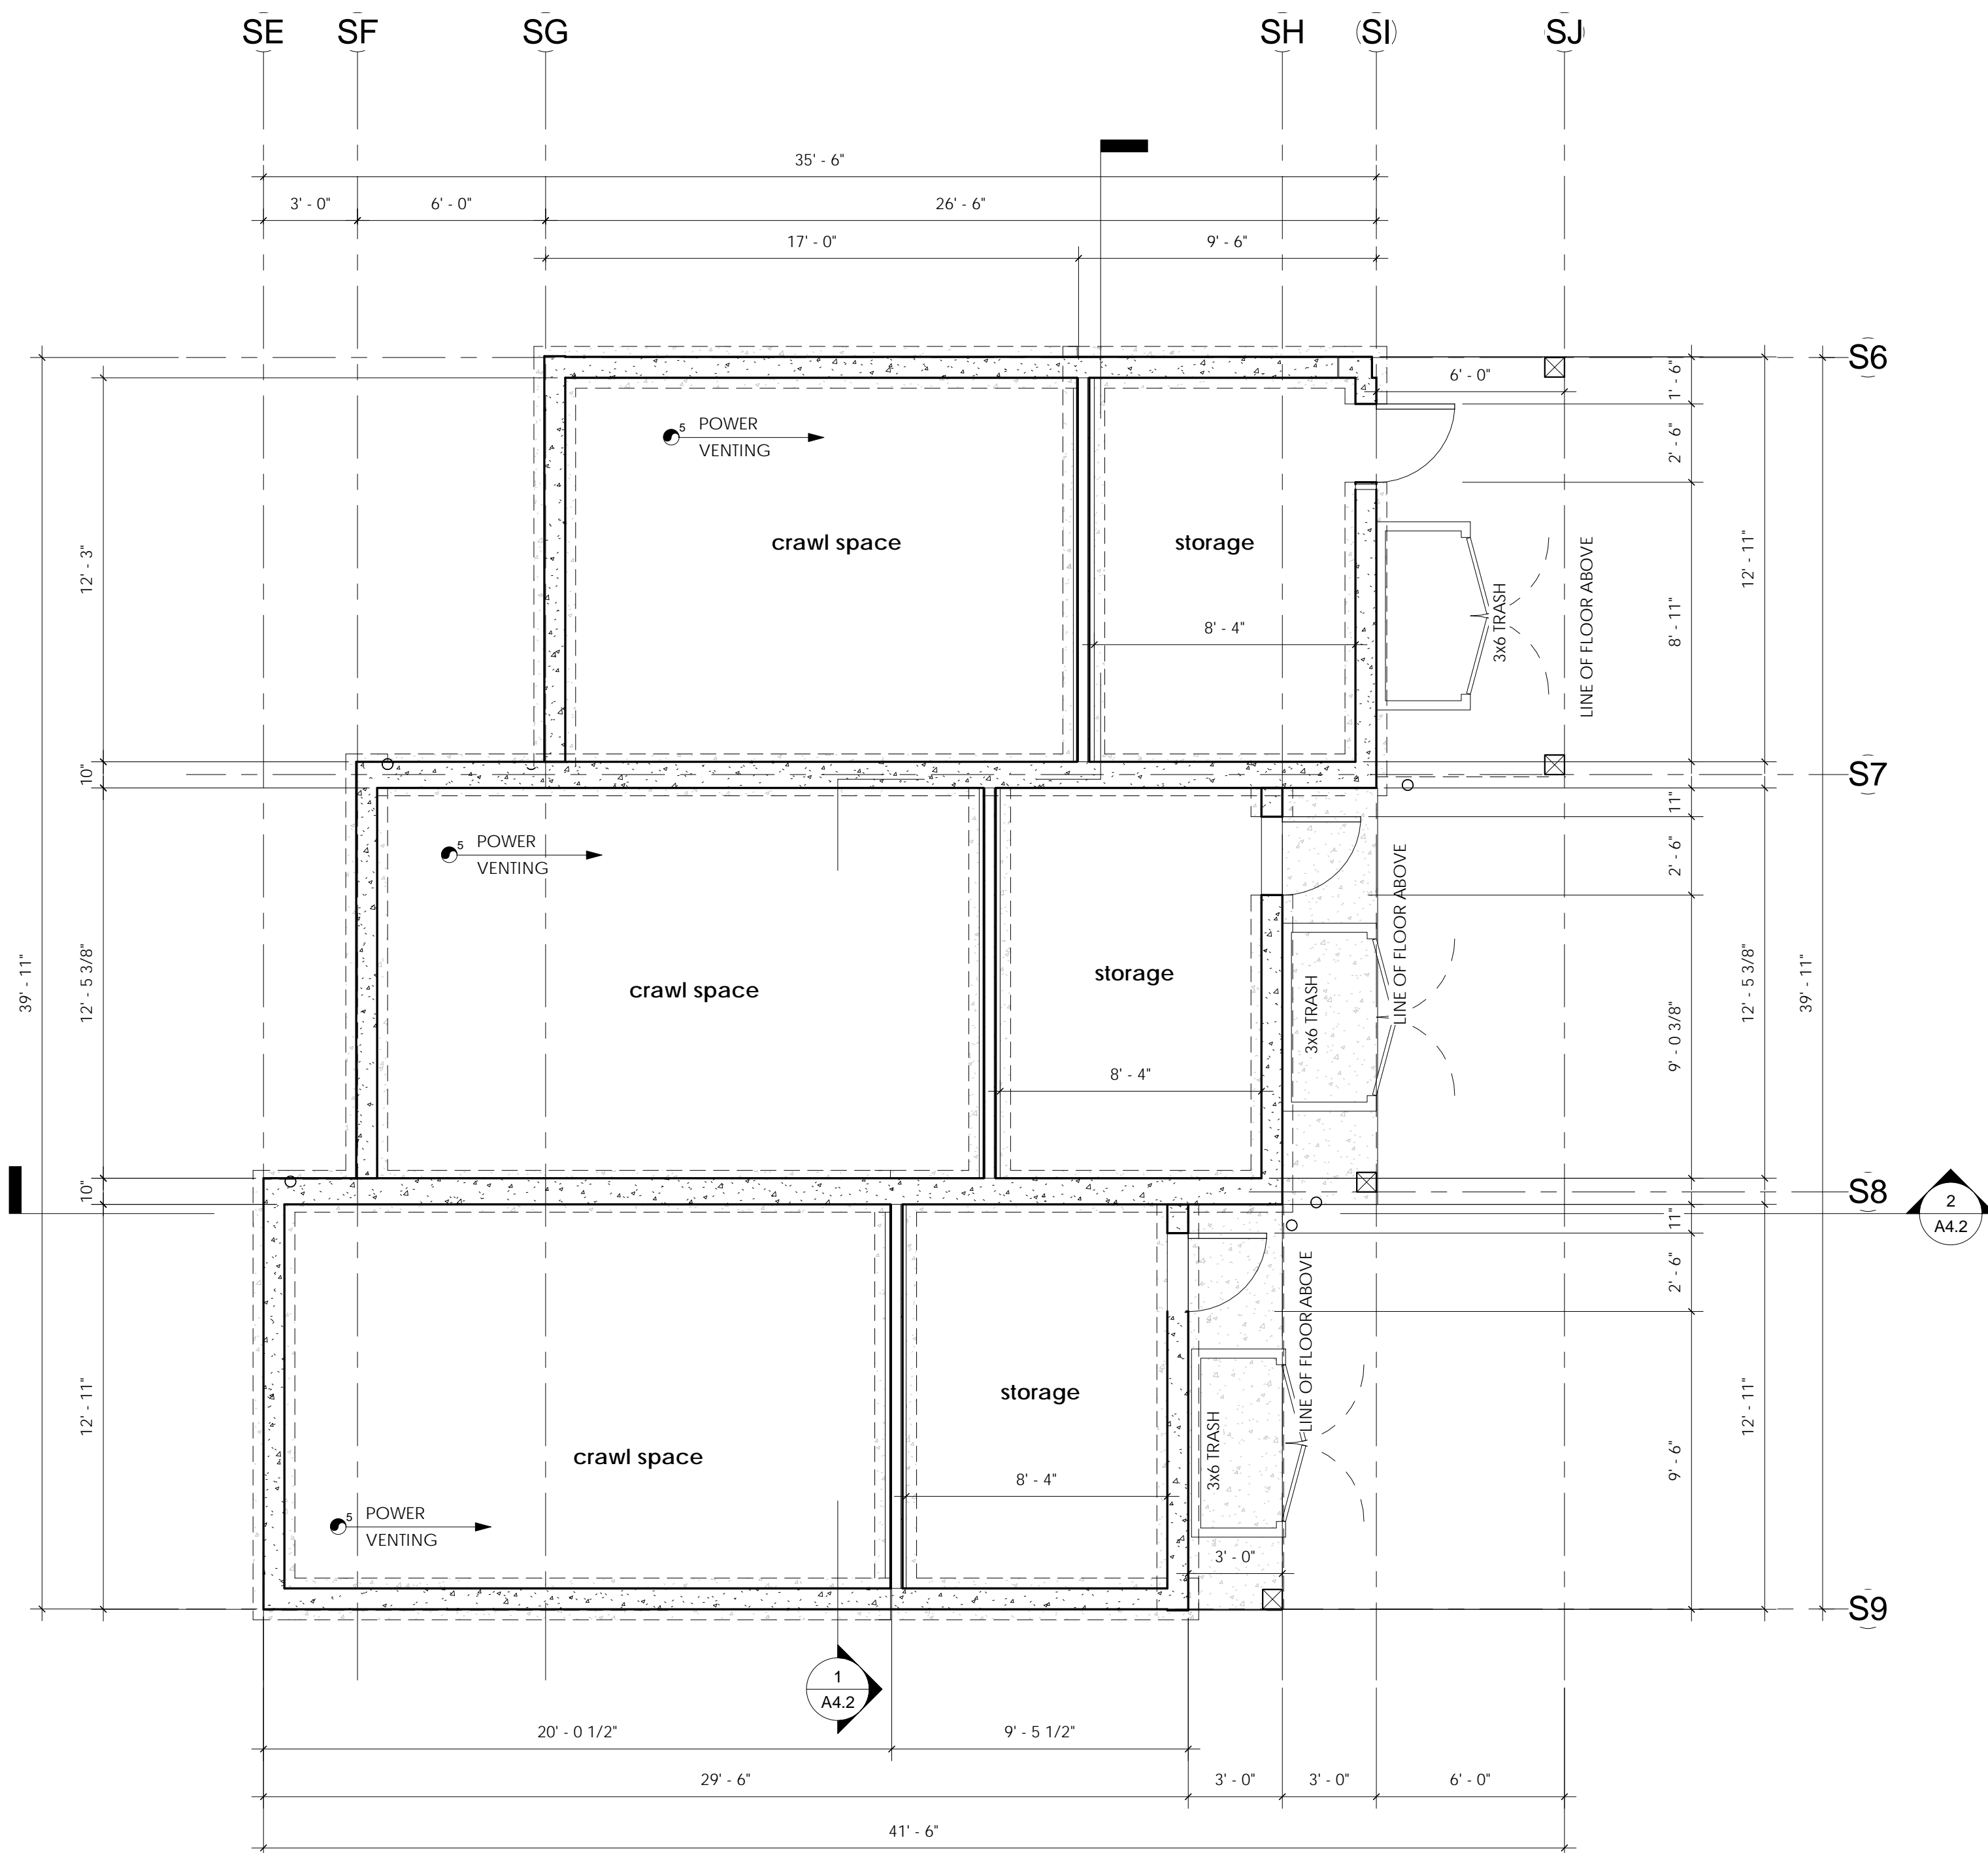 SE SF SG SH SI SJ
35' - 6"
3' - 0" 6' - 0" 26' - 6"
17' - 0" 9' - 6"
S6
6' - 0"
1' - 6"
5 POWER
VENTING
2' - 6"
crawl space
storage
12' - 3"
12' - 11"
LINE OF FLOOR ABOVE
3x6 TRASH
8' - 4"
8' - 11"
10"
S7
11"
5 POWER
VENTING
2' - 6"
LINE OF FLOOR ABOVE
39' - 11"
12' - 5 3/8"
crawl space
storage
3x6 TRASH
12' - 5 3/8"
39' - 11"
9' - 0 3/8"
8' - 4"
10"
S8
11"
2
A4.2
2' - 6"
LINE OF FLOOR ABOVE
12' - 11"
storage
12' - 11"
crawl space
3x6 TRASH
9' - 6"
8' - 4"
5 POWER
VENTING
3' - 0"
S9
1
A4.2
20' - 0 1/2" 9' - 5 1/2"
29' - 6" 3' - 0" 3' - 0" 6' - 0"
41' - 6"